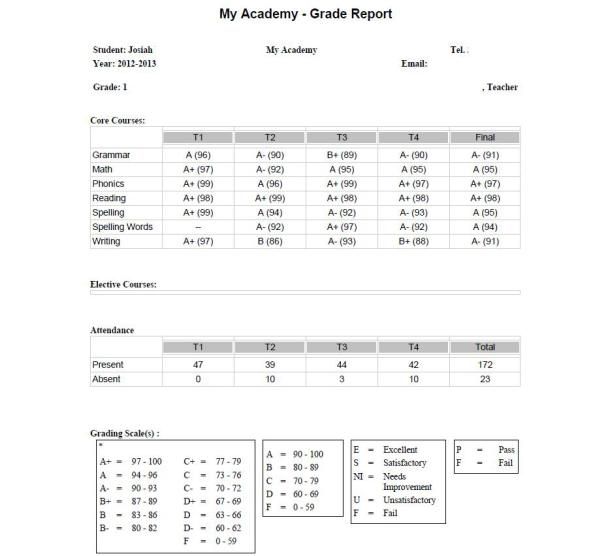 My Academy - Grade Report
Student: Josiah My Academy Tel. :
Year: 2012-2013 Email:
Grade: 1 , Teacher
Core Courses:
T1 T2 T3 T4 Final
Grammar A (96) A- (90) B+ (89) A- (90) A- (91)
Math A+ (97) A- (92) A (95) A (95) A (95)
Phonics A+ (99) A (96) A+ (99) A+ (97) A+ (97)
Reading A+ (98) A+ (99) A+ (98) A+ (98) A+ (98)
Spelling A+ (99) A (94) A- (92) A- (93) A (95)
Spelling Words -- A- (92) A+ (97) A- (92) A (94)
Writing A+ (97) B (86) A- (93) B+ (88) A- (91)
Elective Courses:
Attendance
T1 T2 T3 T4 Total
Present 47 39 44 42 172
Absent 0 10 3 10 23
Grading Scale(s) :
*
A+ = 97 - 100 C+ = 77 - 79
A = 94 - 96 C = 73 - 76
A- = 90 - 93 C- = 70 - 72
B+ = 87 - 89 D+ = 67 - 69
B = 83 - 86 D = 63 - 66
B- = 80 - 82 D- = 60 - 62
F = 0 - 59
A = 90 - 100
B = 80 - 89
C = 70 - 79
D = 60 - 69
F = 0 - 59
E = Excellent
S = Satisfactory
NI = Needs
Improvement
U = Unsatisfactory
F = Fail
P = Pass
F = Fail